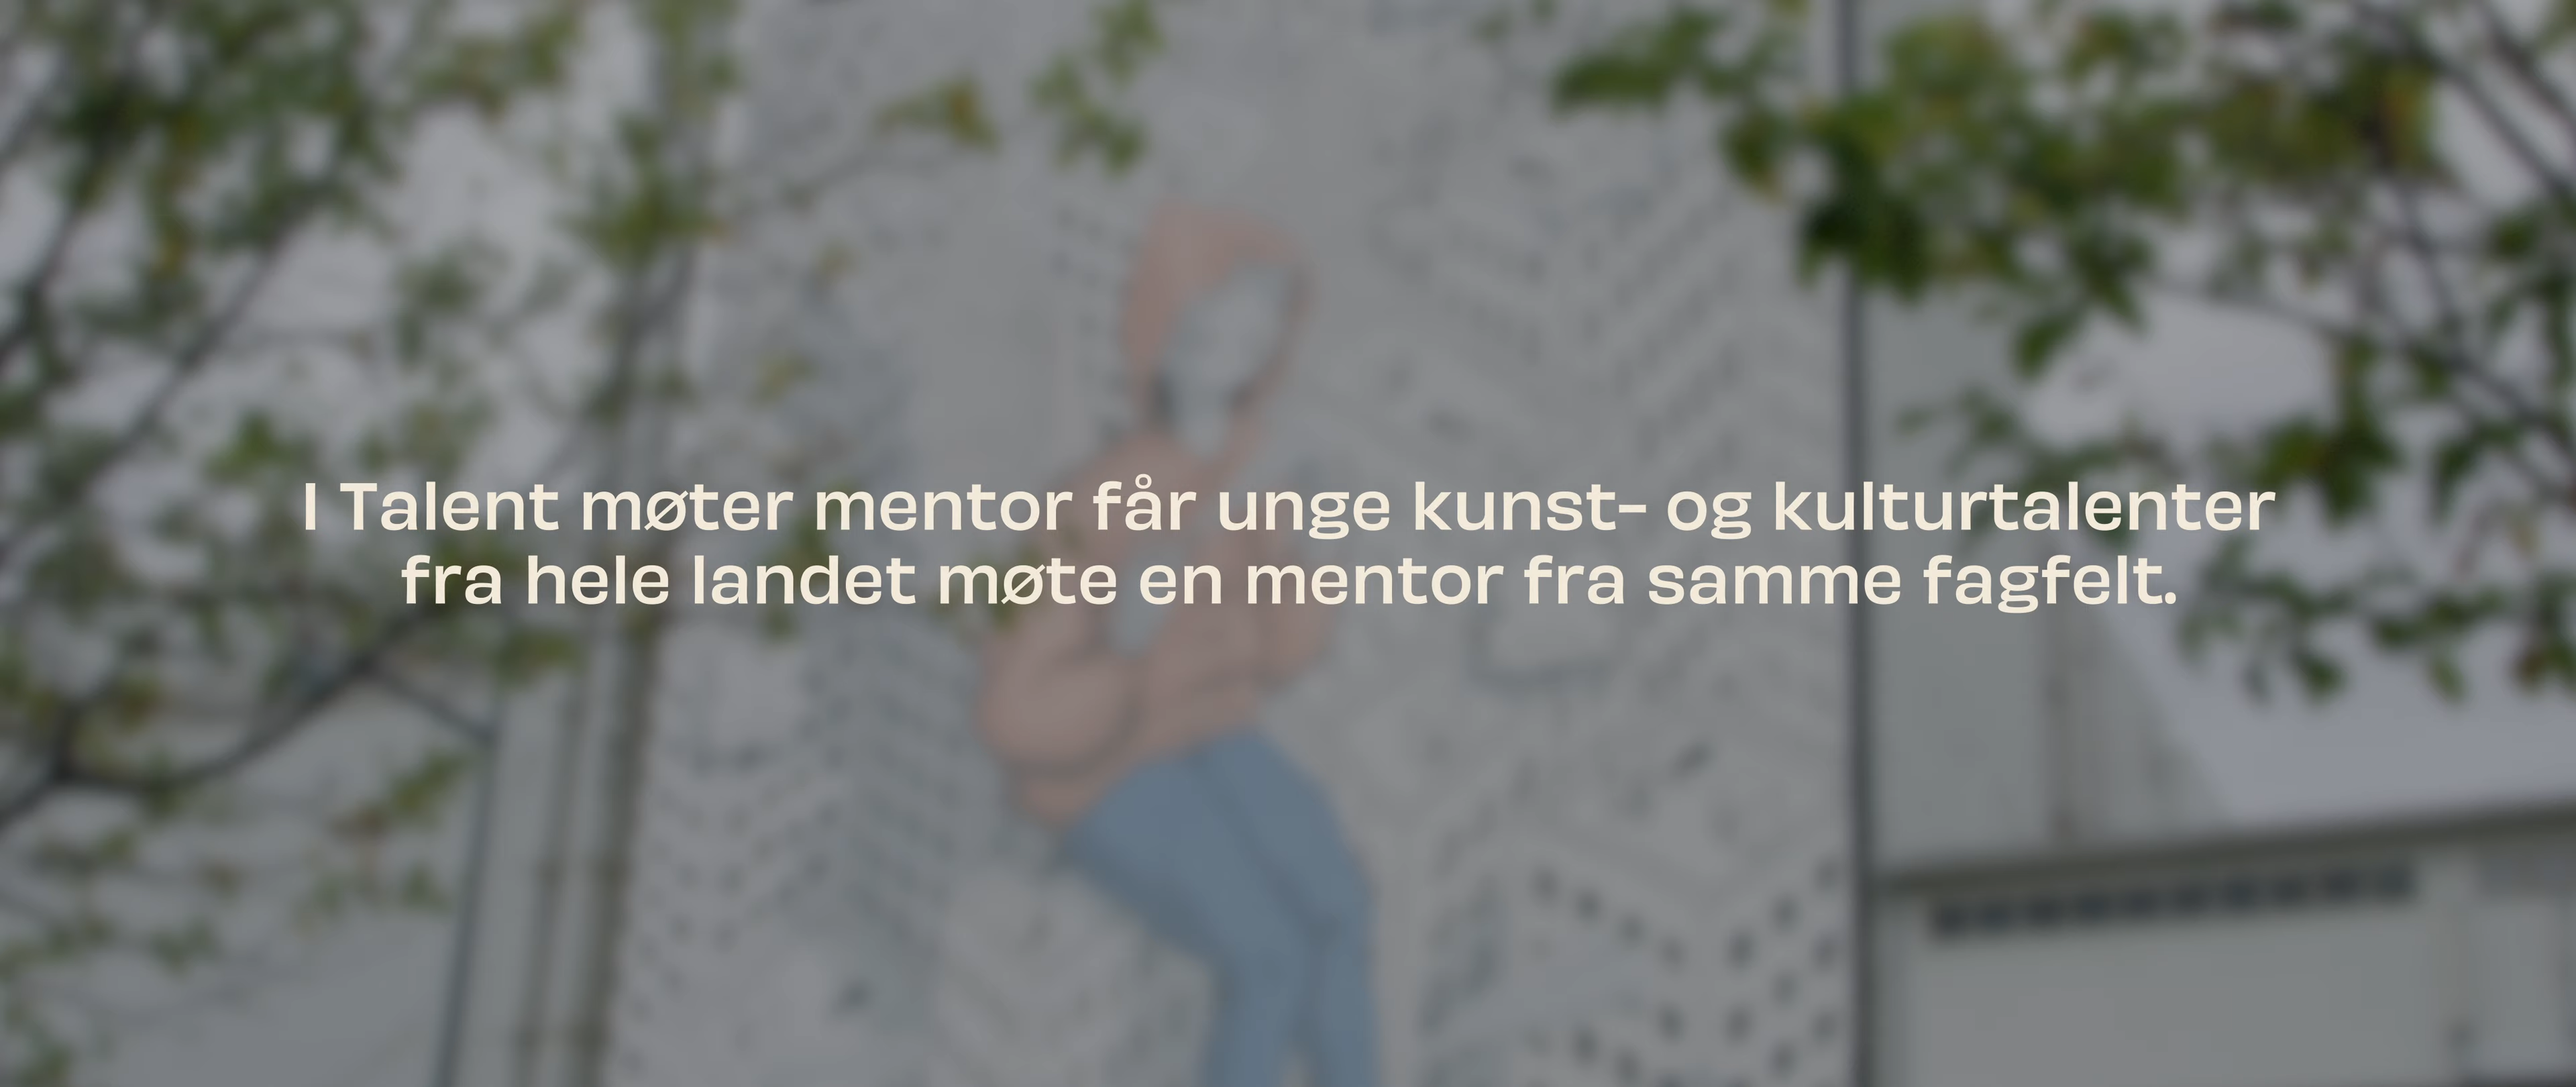 I Talent møter mentor får unge kunst- og kulturtalenter
fra hele landet møte en mentor fra samme fagfelt.